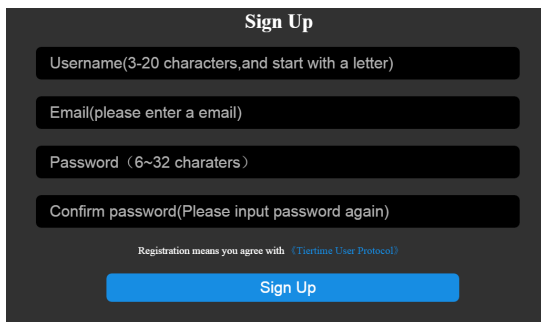 Sign Up
Username(3-20 characters,and start with a letter)
Email(please enter a email)
Password（6~32 charaters）
Confirm password(Please input password again)
Registration means you agree with 《Tiertime User Protocol》
Sign Up